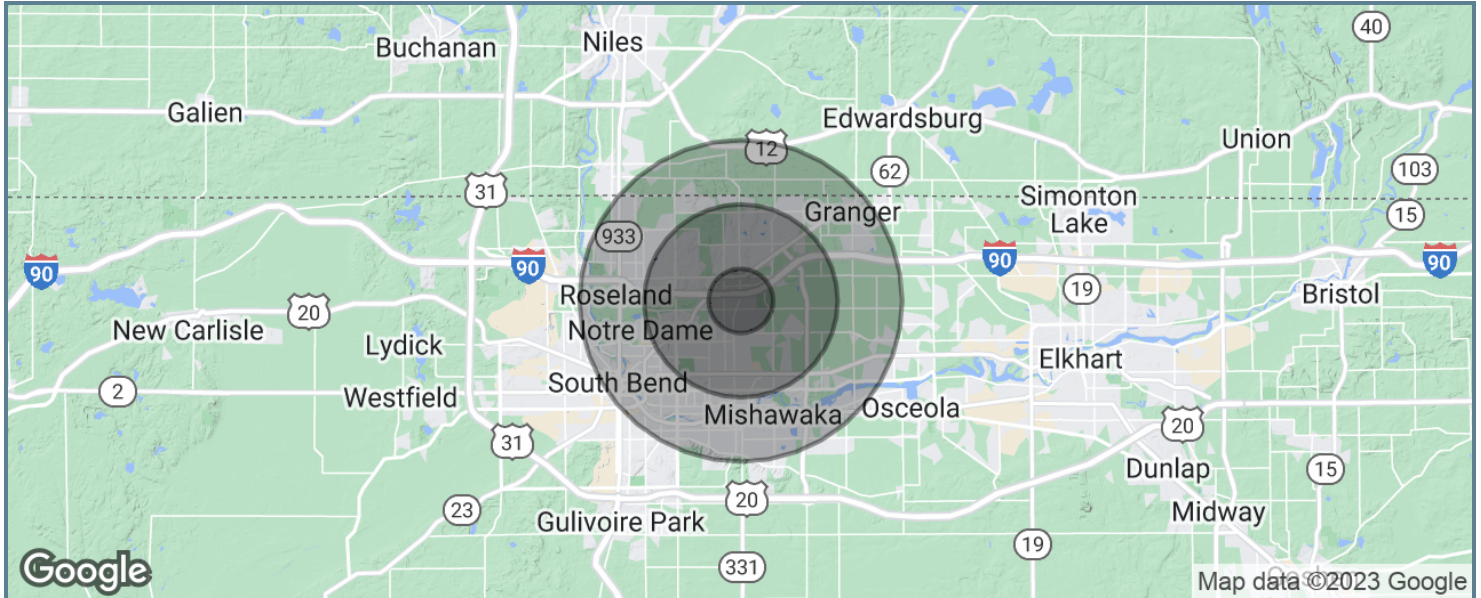 40
Buchanan
Niles
Galien
Edwardsburg
Union
12
62
103
31
Simonton
Lake
Granger
15
933
90
90
90
90
19
Roseland
Bristol
20
New Carlisle
Notre Dame
Lydick
Elkhart
South Bend
2
Westfield
Mishawaka
Osceola
20
31
Dunlap
15
20
23
Midway
Gulivoire Park
19
331
Google
Map data ©2023 Google